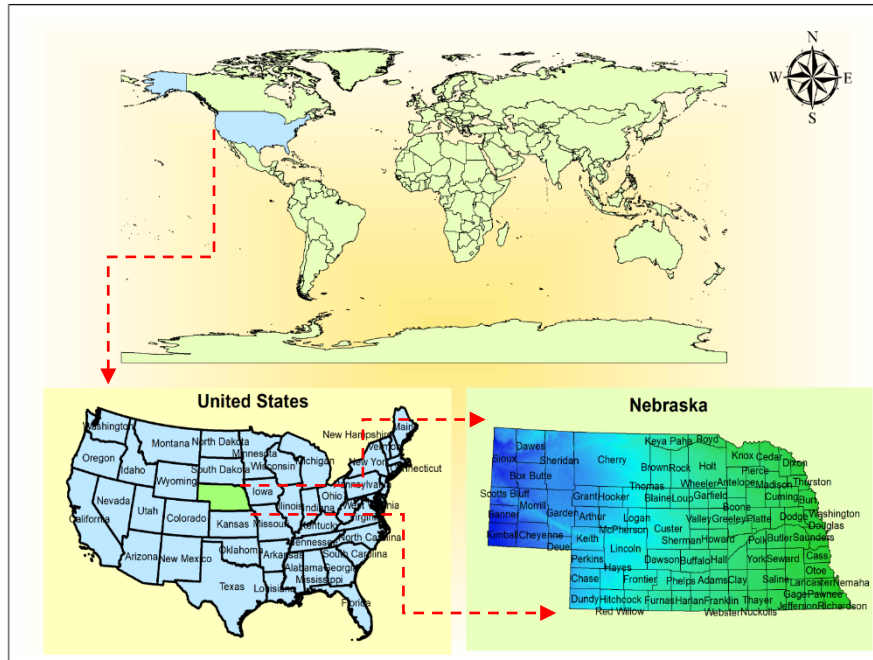 N
W E
S
United States
Nebraska
Washington
Montana
North Dakota
Minnesota
New Hampshire
Main
Vermo
Oregon
Idaho
South Dakota
Wisconsin
Michigan
New York
onnecticut
Wyoming
Iowa
Pennsylvania
Nevada
Utah
Colorado
Illinois
Indiana
Ohio
West Virginia
Virginia
California
Kansas
Missouri
Kentucky
North Carolina
Arizona
New Mexico
Oklahoma
Arkansas
Tennessee
South Carolina
Alabama
Georgia
Mississippi
Texas
Louisiana
Florida
Dawes
Keya Paha
Boyd
Sioux
Sheridan
Cherry
Brown
Rock
Holt
Knox
Cedar
Dixon
Box Butte
Pierce
Scotts Bluff
Morrill
Garden
Grant
Hooker
Thomas
Blaine
Loup
Garfield
Wheeler
Antelope
Madison
Thurston
Cuming
Burt
Banner
Arthur
McPherson
Logan
Custer
Valley
Greeley
Boone
Platte
Dodge
Washington
Douglas
Kimball
Cheyenne
Deuel
Keith
Lincoln
Sherman
Howard
Polk
Butler
Saunders
Perkins
Hayes
Dawson
Buffalo
Hall
York
Seward
Cass
Otoe
Chase
Frontier
Phelps
Adams
Clay
Saline
Lancaster
Nemaha
Dundy
Hitchcock
Red Willow
Furnas
Harlan
Franklin
Webster
Nuckolls
Thayer
Gage
Pawnee
Jefferson
Richardson